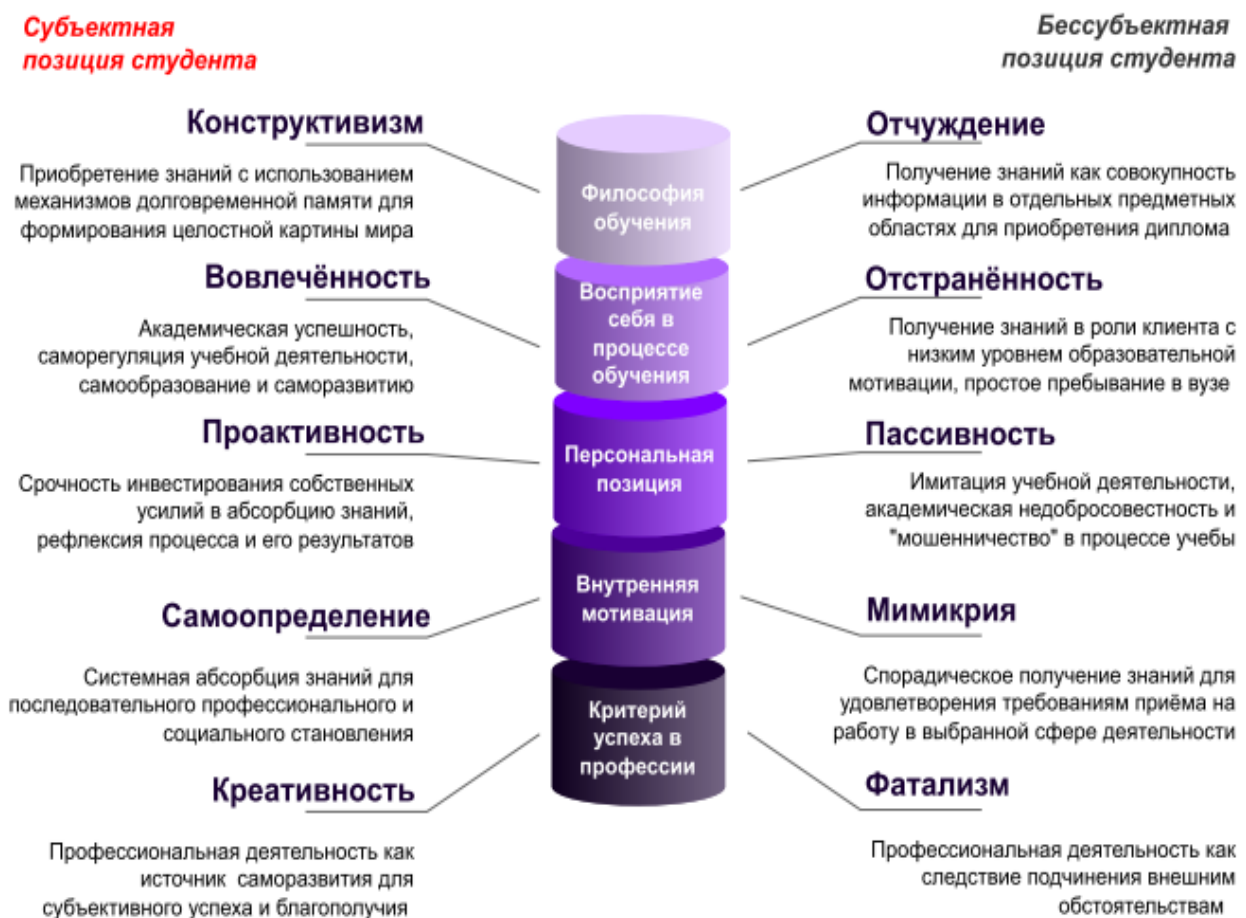 Субъектная
позиция студента
Бессубъектная
позиция студента
Конструктивизм
Приобретение знаний с использованием
механизмов долговременной памяти для
формирования целостной картины мира
Философия
обучения
Отчуждение
Получение знаний как совокупность
информации в отдельных предметных
областях для приобретения диплома
Вовлечённость
Академическая успешность,
саморегуляция учебной деятельности,
самообразование и саморазвитию
Восприятие
себя в
процессе
обучения
Отстранённость
Получение знаний в роли клиента с
низким уровнем образовательной
мотивации, простое пребывание в вузе
Проактивность
Срочность инвестирования собственных
усилий в абсорбцию знаний,
рефлексия процесса и его результатов
Персональная
позиция
Пассивность
Имитация учебной деятельности,
академическая недобросовестность и
"мошенничество" в процессе учебы
Самоопределение
Системная абсорбция знаний для
последовательного профессионального и
социального становления
Внутренняя
мотивация
Мимикрия
Спорадическое получение знаний для
удовлетворения требованиям приёма на
работу в выбранной сфере деятельности
Креативность
Профессиональная деятельность как
источник саморазвития для
субъективного успеха и благополучия
Критерий
успеха в
профессии
Фатализм
Профессиональная деятельность как
следствие подчинения внешним
обстоятельствам